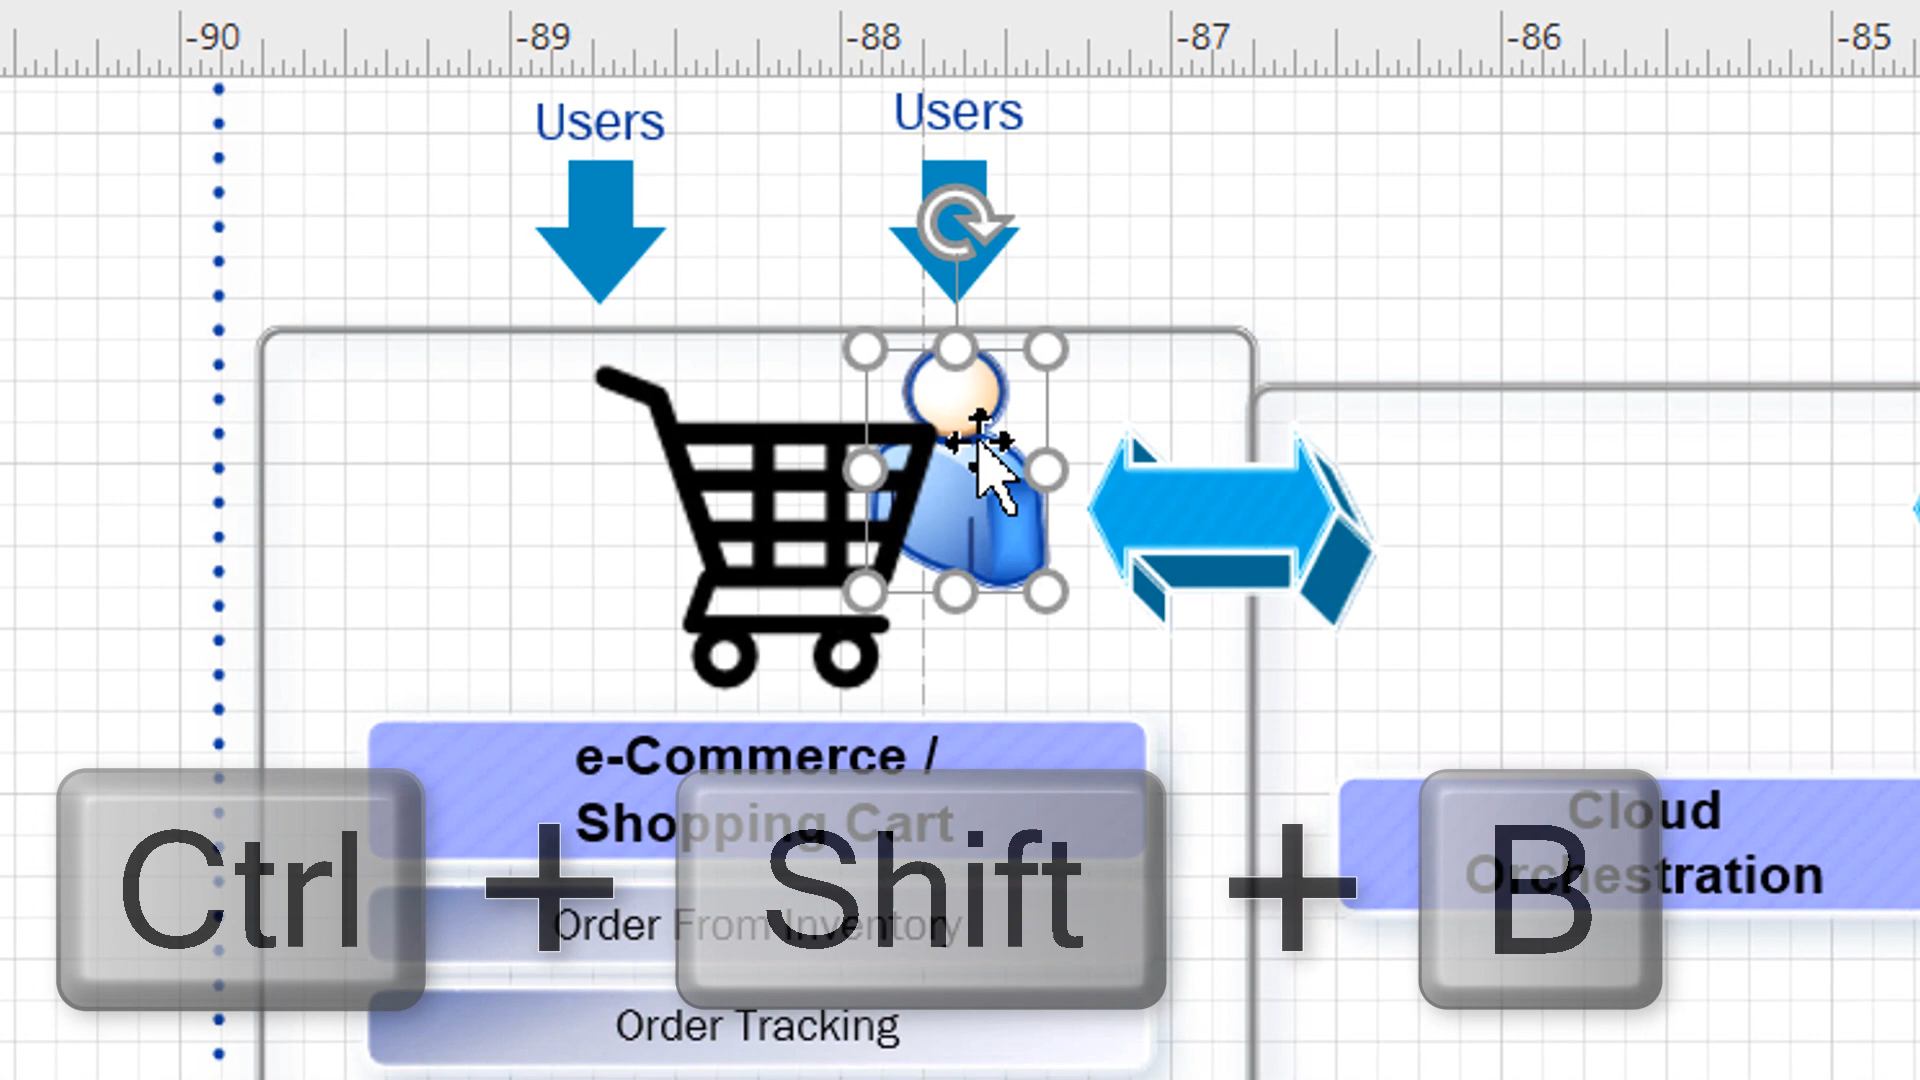 -90 -89 -88 -87 -86 -85
Users Users
e-Commerce /
Shopping Cart
Cloud
Orchestration
Ctrl + Shift + B
Order From Inventory
Order Tracking